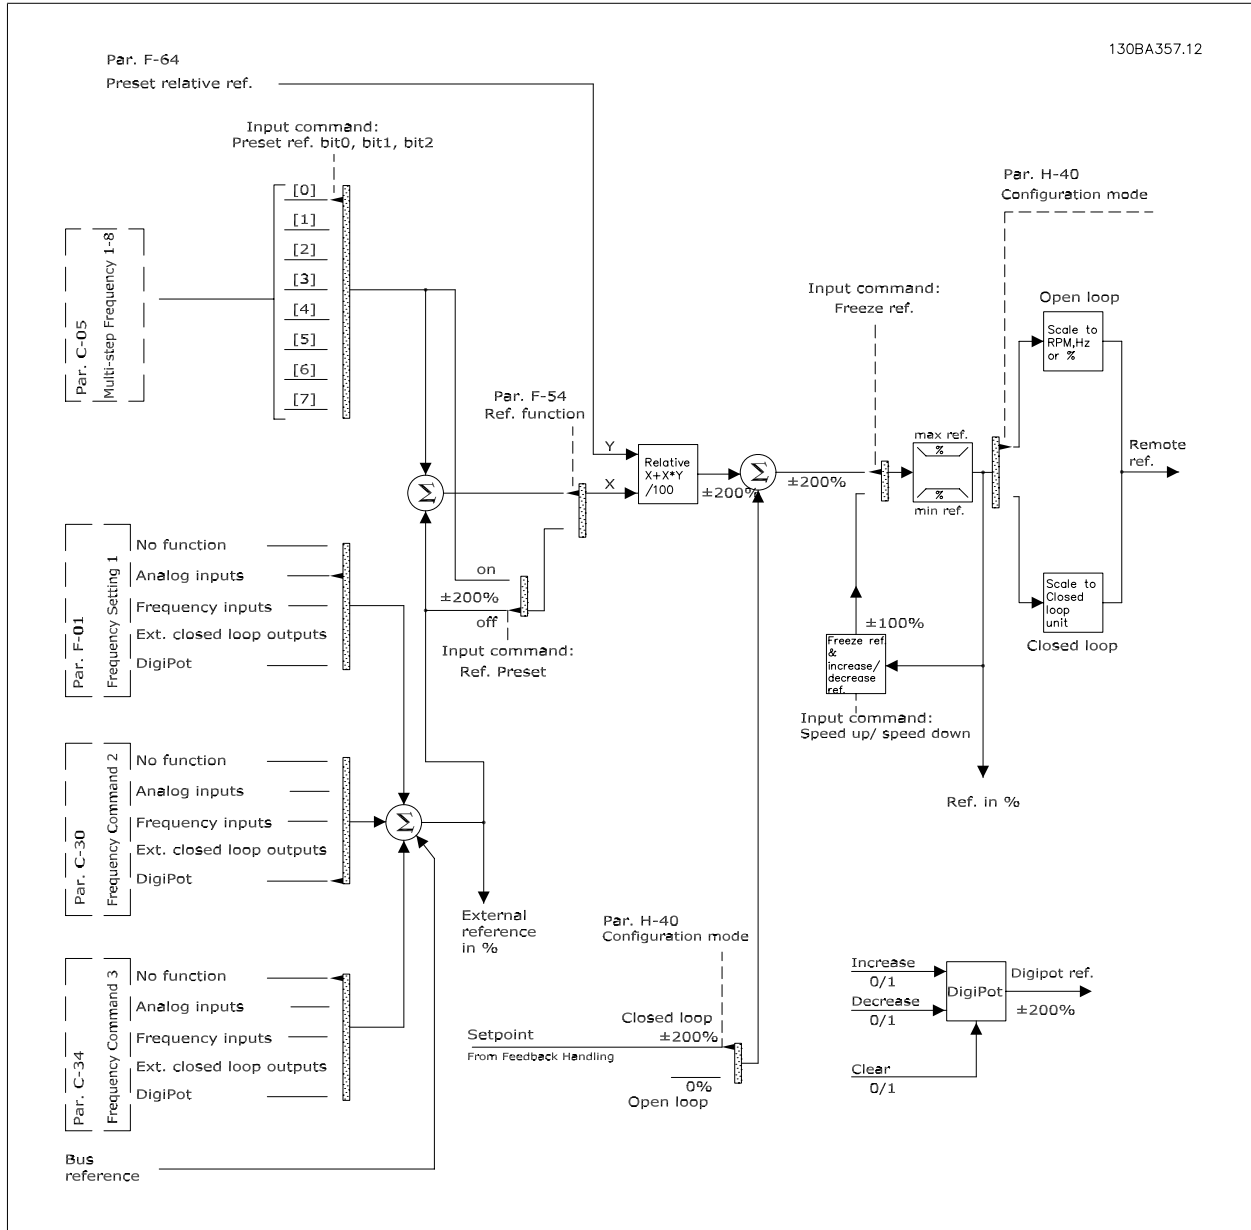 130BA357.12
Par. F-64
Preset relative ref.
Input command:
Preset ref. bit0, bit1, bit2
[0]
[1]
[2]
[3]
[4]
[5]
[6]
[7]
Par. C-05
Multi-step Frequency 1-8
Par. H-40
Configuration mode
Input command:
Freeze ref.
Open loop
Scale to
RPM,Hz
or %
Par. F-54
Ref. function
Y
X
Relative
X+X*Y
/100
±200%
Σ
±200%
max ref.
%
%
min ref.
Remote
ref.
Σ
on
±200%
off
Input command:
Ref. Preset
Scale to
Closed
loop
unit
Closed loop
±100%
Freeze ref.
&
increase/
decrease
ref.
Input command:
Speed up/ speed down
Ref. in %
Par. F-01
Frequency Setting 1
No function
Analog inputs
Frequency inputs
Ext. closed loop outputs
DigiPot
Par. C-30
Frequency Command 2
No function
Analog inputs
Frequency inputs
Ext. closed loop outputs
DigiPot
Σ
External
reference
in %
Par. C-34
Frequency Command 3
No function
Analog inputs
Frequency inputs
Ext. closed loop outputs
DigiPot
Bus
reference
Par. H-40
Configuration mode
Setpoint
From Feedback Handling
Closed loop
±200%
0%
Open loop
Increase
0/1
Decrease
0/1
Clear
0/1
DigiPot
Digipot ref.
±200%